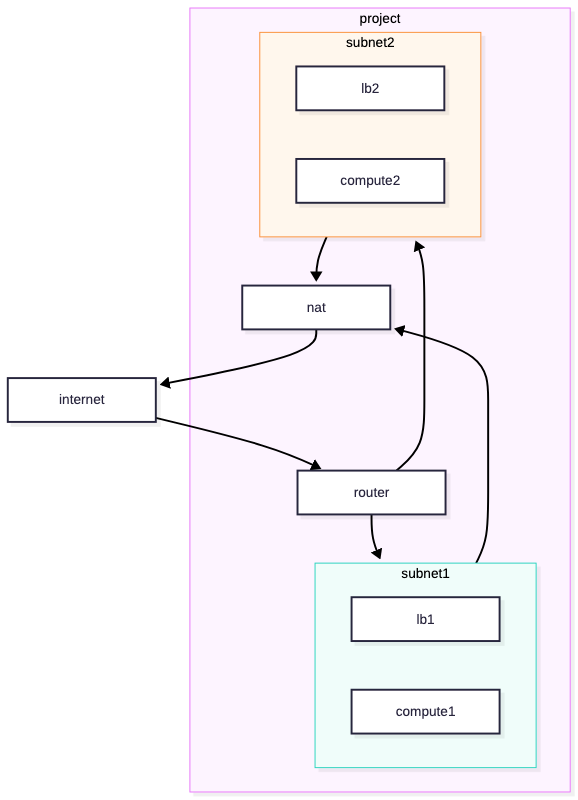 project
subnet2
lb2
compute2
nat
internet
router
subnet1
lb1
compute1